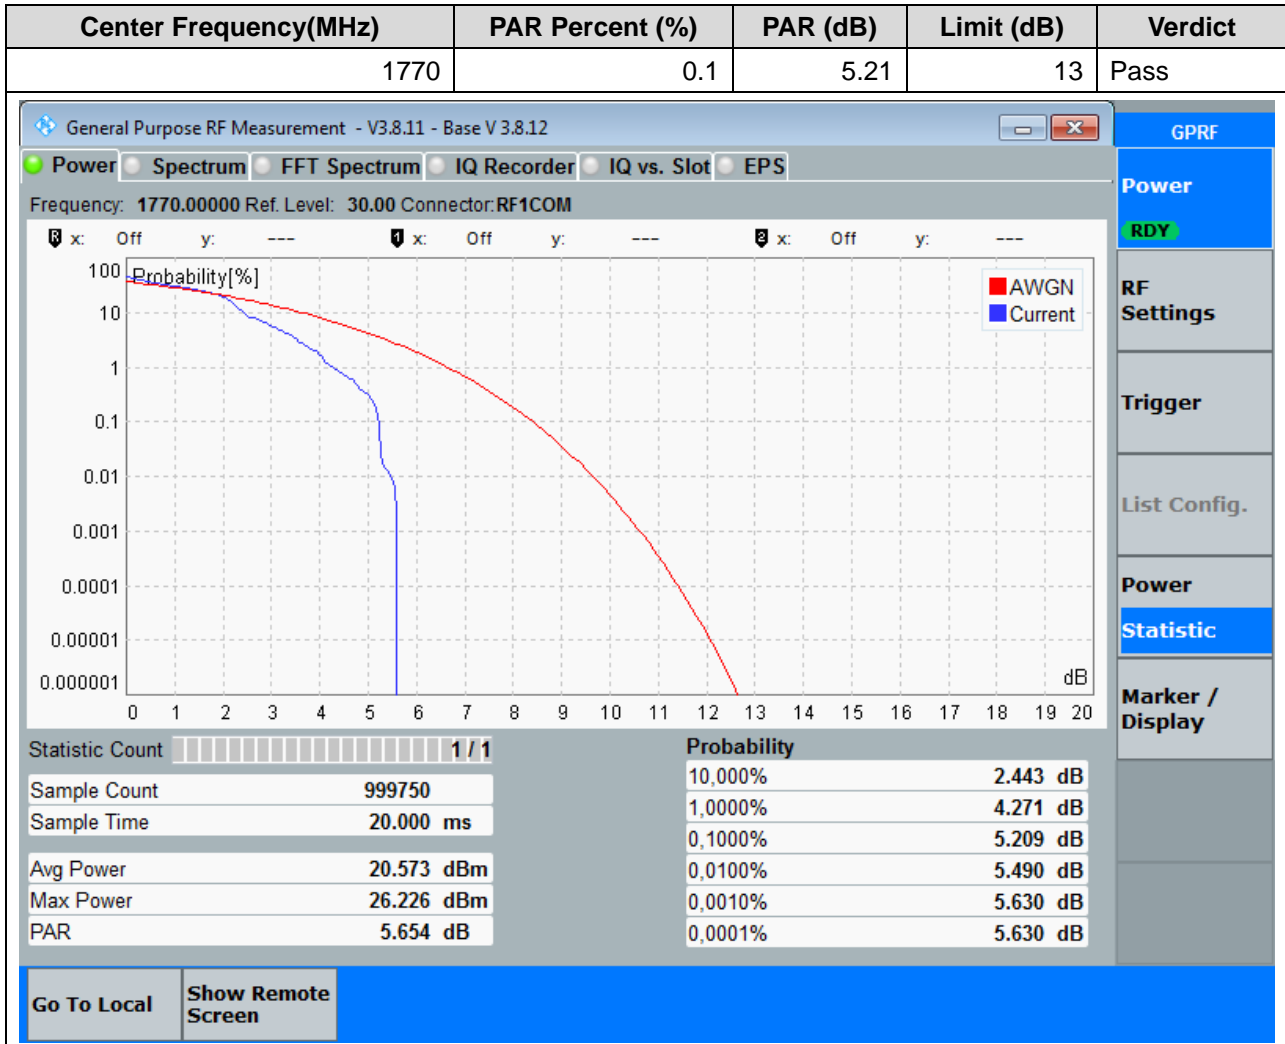 Center Frequency(MHz) PAR Percent (%) PAR (dB) Limit (dB) Verdict
1770 0.1 5.21 13 Pass
General Purpose RF Measurement - V3.8.11 - Base V 3.8.12
GPRF
Power Spectrum FFT Spectrum IQ Recorder IQ vs. Slot EPS
Power
RDY
Frequency: 1770.00000 Ref. Level: 30.00 Connector:RF1COM
R x: Off y: --- 1 x: Off y: --- 2 x: Off y: ---
Probability[%]
AWGN
Current
100
10
1
0.1
0.01
0.001
0.0001
0.00001
0.000001
dB
0 1 2 3 4 5 6 7 8 9 10 11 12 13 14 15 16 17 18 19 20
RF
Settings
Trigger
List Config.
Power
Statistic
Marker /
Display
Statistic Count 1 / 1
Sample Count 999750
Sample Time 20.000 ms
Avg Power 20.573 dBm
Max Power 26.226 dBm
PAR 5.654 dB
Probability
10,000% 2.443 dB
1,0000% 4.271 dB
0,1000% 5.209 dB
0,0100% 5.490 dB
0,0010% 5.630 dB
0,0001% 5.630 dB
Go To Local
Show Remote
Screen